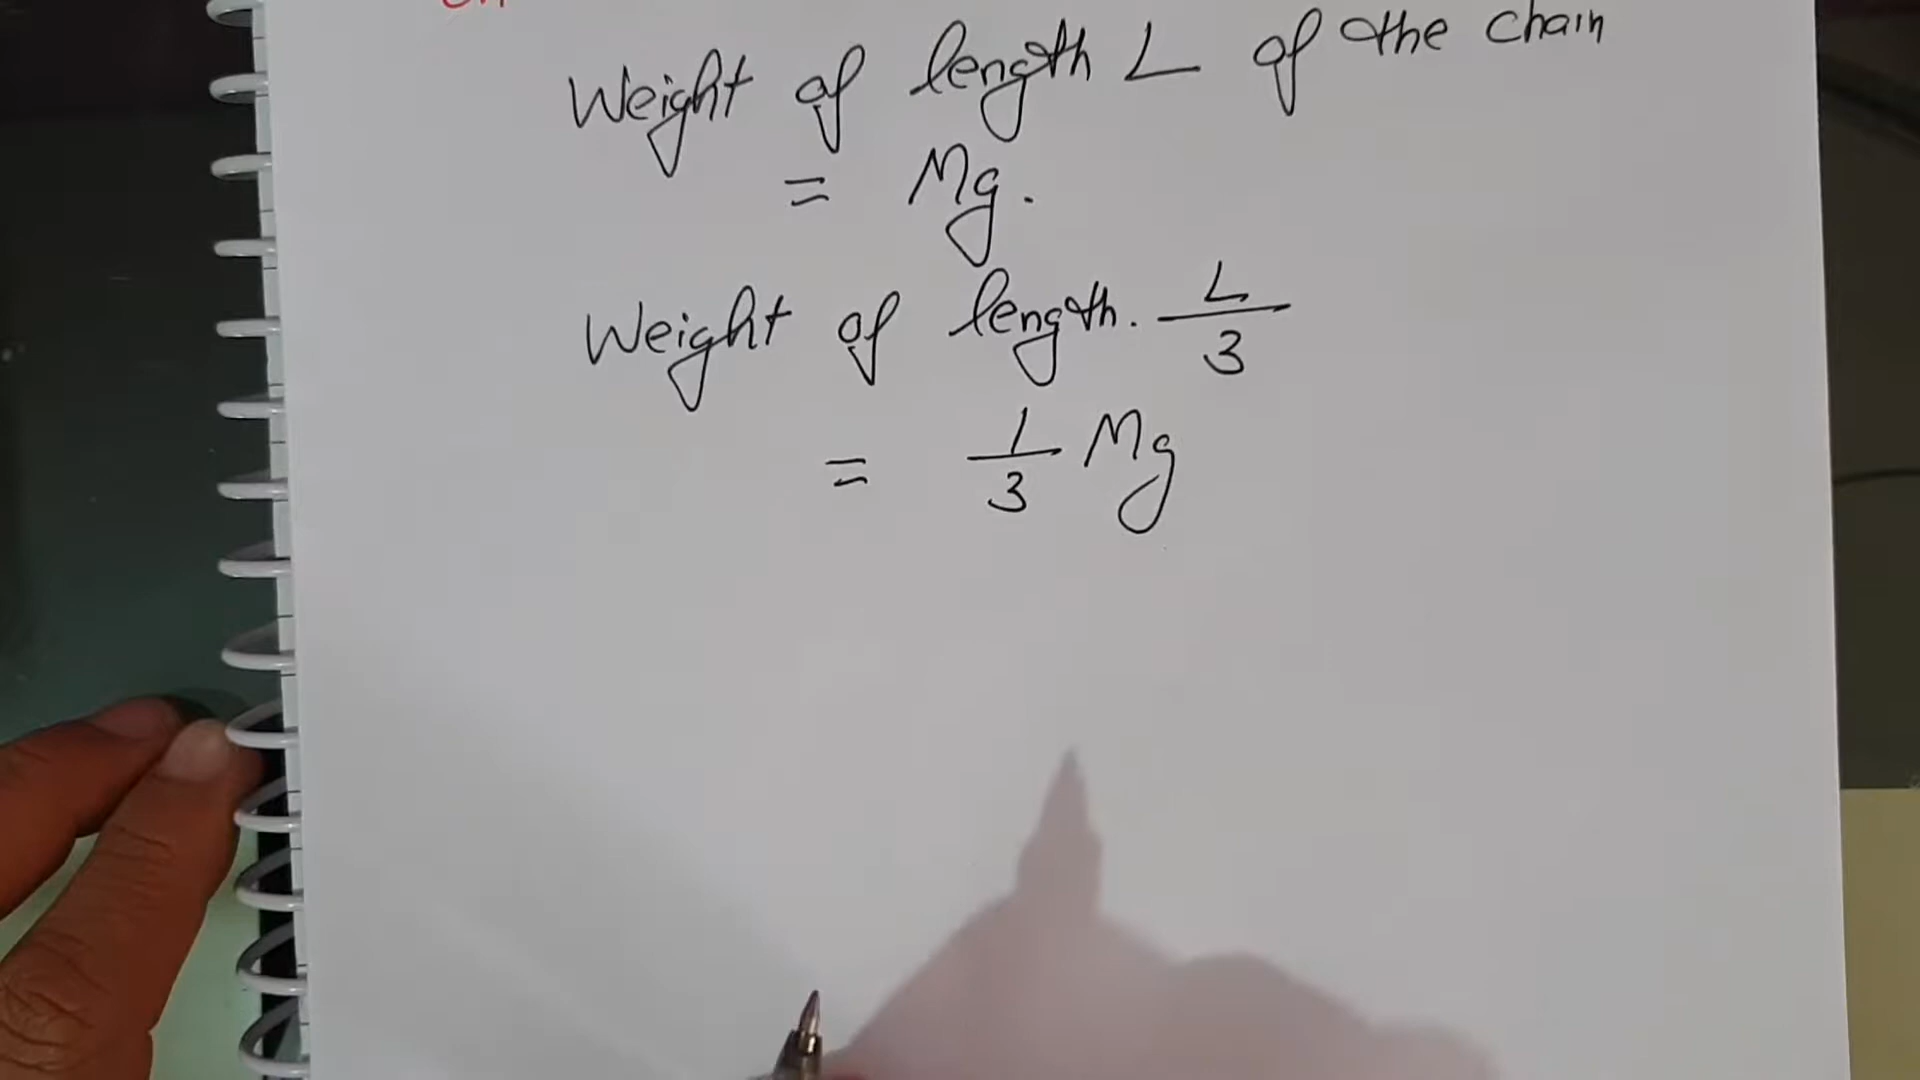 Weight of length L of the chain
= Mg.
Weight of length. L/3
= 1/3 Mg